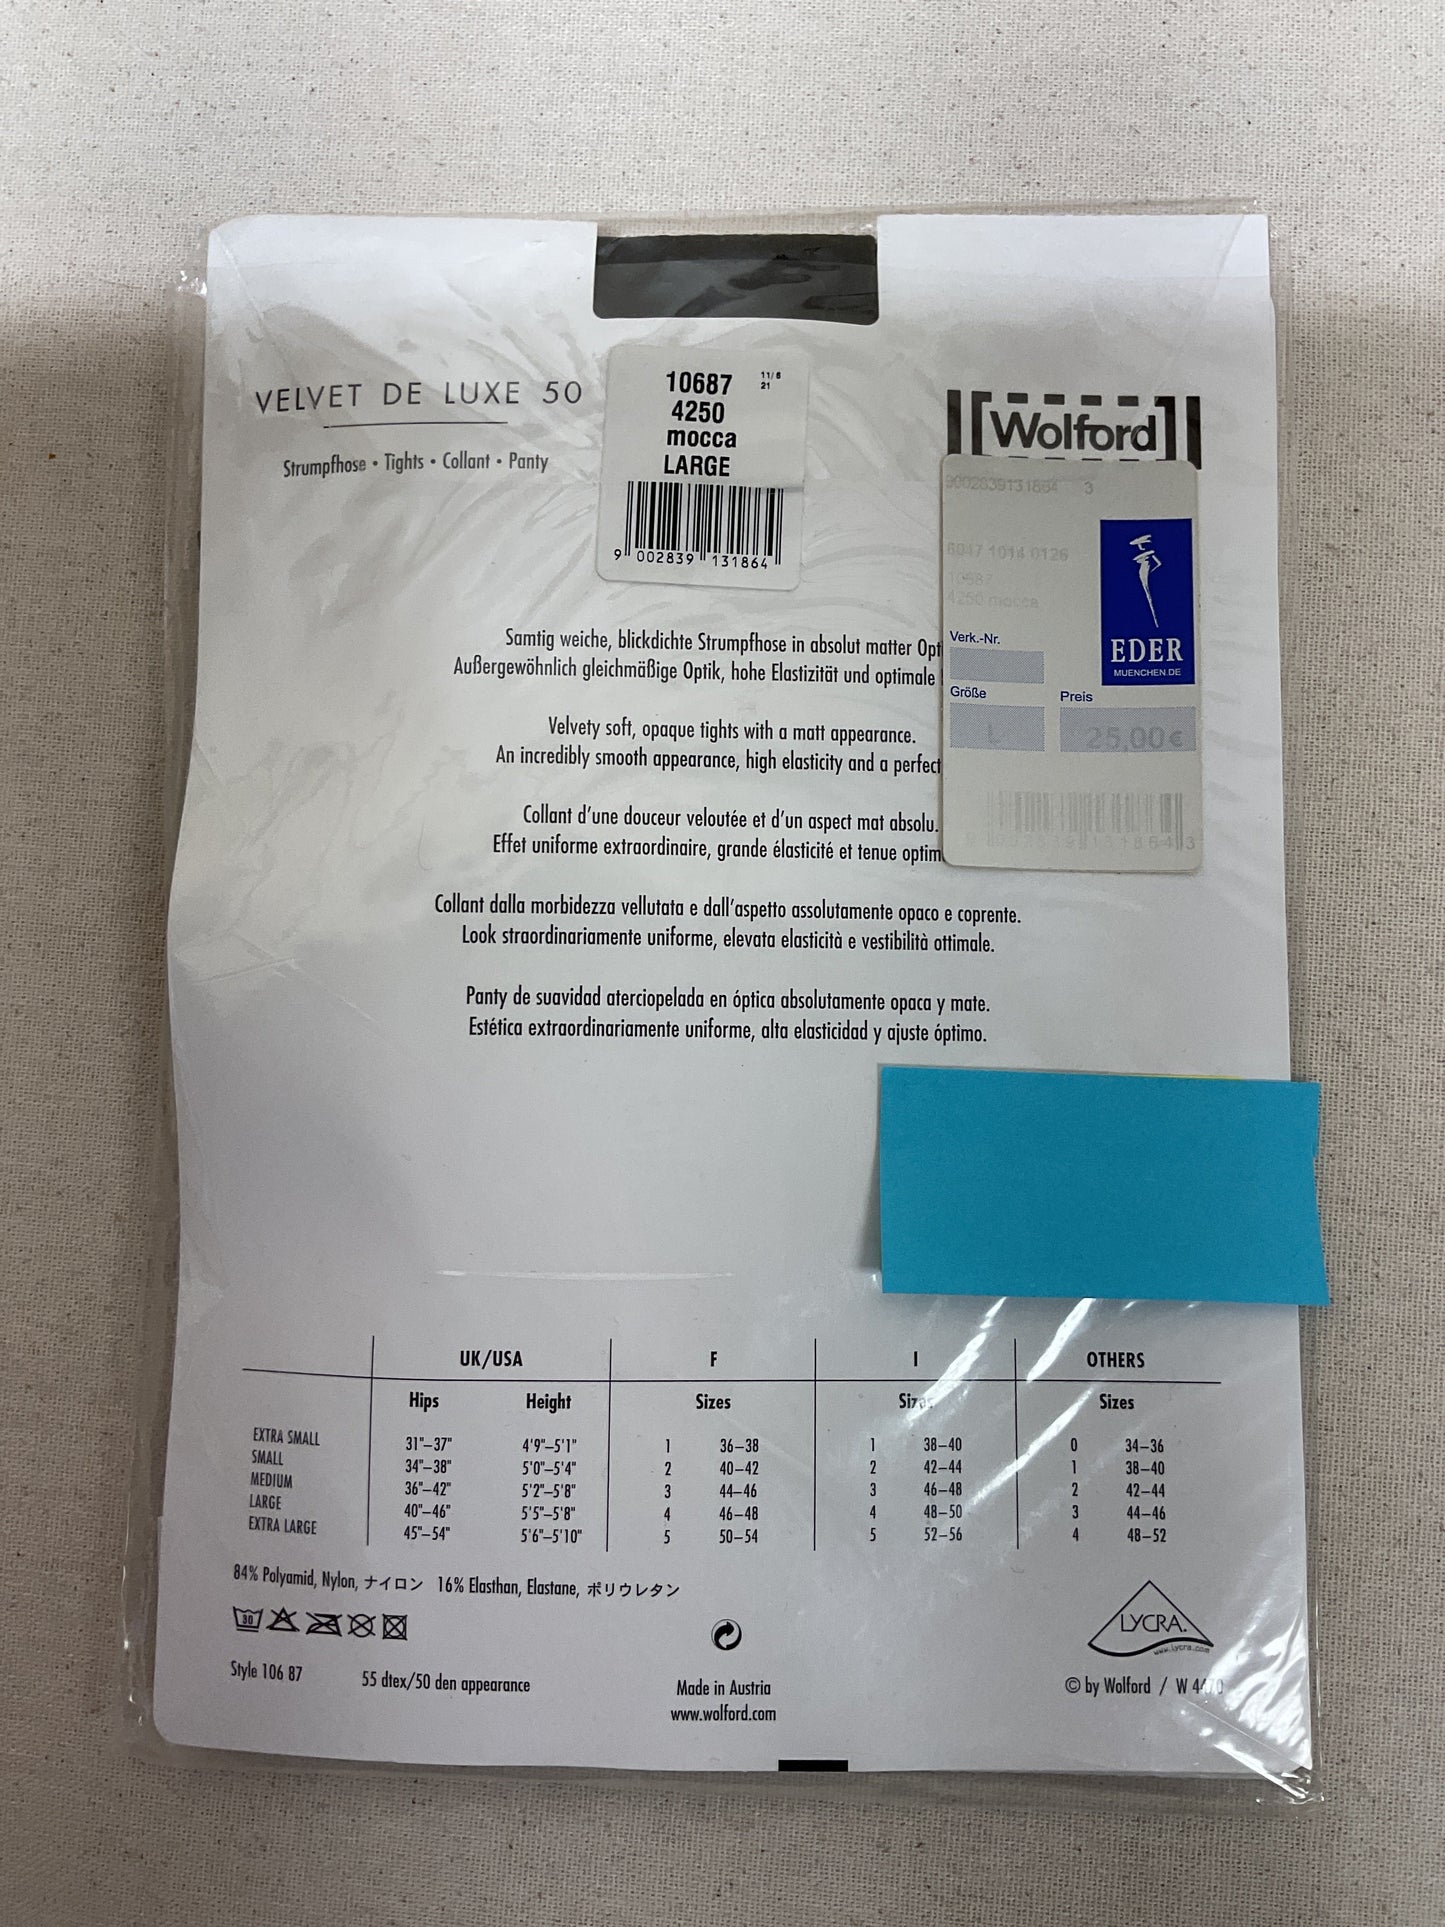 VELVET DE LUXE 50
Strumpfhose • Tights • Collant • Panty
10687 11/6
21
4250
mocca
LARGE
9 002839 131864
Wolford
9002839131864 3
6047 1014 0126
10687
4250 mocca
EDER
MUENCHEN.DE
Verk.-Nr.
Größe Preis
L 25,00€
Samtig weiche, blickdichte Strumpfhose in absolut matter
Außergewöhnlich gleichmäßige Optik, hohe Elastizität und optimale
Velvety soft, opaque tights with a matt appearance.
An incredibly smooth appearance, high elasticity and a perfect
Collant d'une douceur veloutée et d'un aspect mat absolu.
Effet uniforme extraordinaire, grande élasticité et tenue
Collant dalla morbidezza vellutata e dall'aspetto assolutamente opaco e coprente.
Look straordinariamente uniforme, elevata elasticità e vestibilità ottimale.
Panty de suavidad aterciopelada en óptica absolutamente opaca y mate.
Estética extraordinariamente uniforme, alta elasticidad y ajuste óptimo.
UK/USA F I OTHERS
Hips Height Sizes Sizes Sizes
EXTRA SMALL 31"–37" 4'9"–5'1" 1 36–38 1 38–40 0 34–36
SMALL 34"–38" 5'0"–5'4" 2 40–42 2 42–44 1 38–40
MEDIUM 36"–42" 5'2"–5'8" 3 44–46 3 46–48 2 42–44
LARGE 40"–46" 5'5"–5'8" 4 46–48 4 48–50 3 44–46
EXTRA LARGE 45"–54" 5'6"–5'10" 5 50–54 5 52–56 4 48–52
84% Polyamid, Nylon, ナイロン 16% Elasthan, Elastane, ポリウレタン
30
LYCRA.
www.lycra.com
Style 106 87 55 dtex/50 den appearance
Made in Austria
www.wolford.com
© by Wolford / W